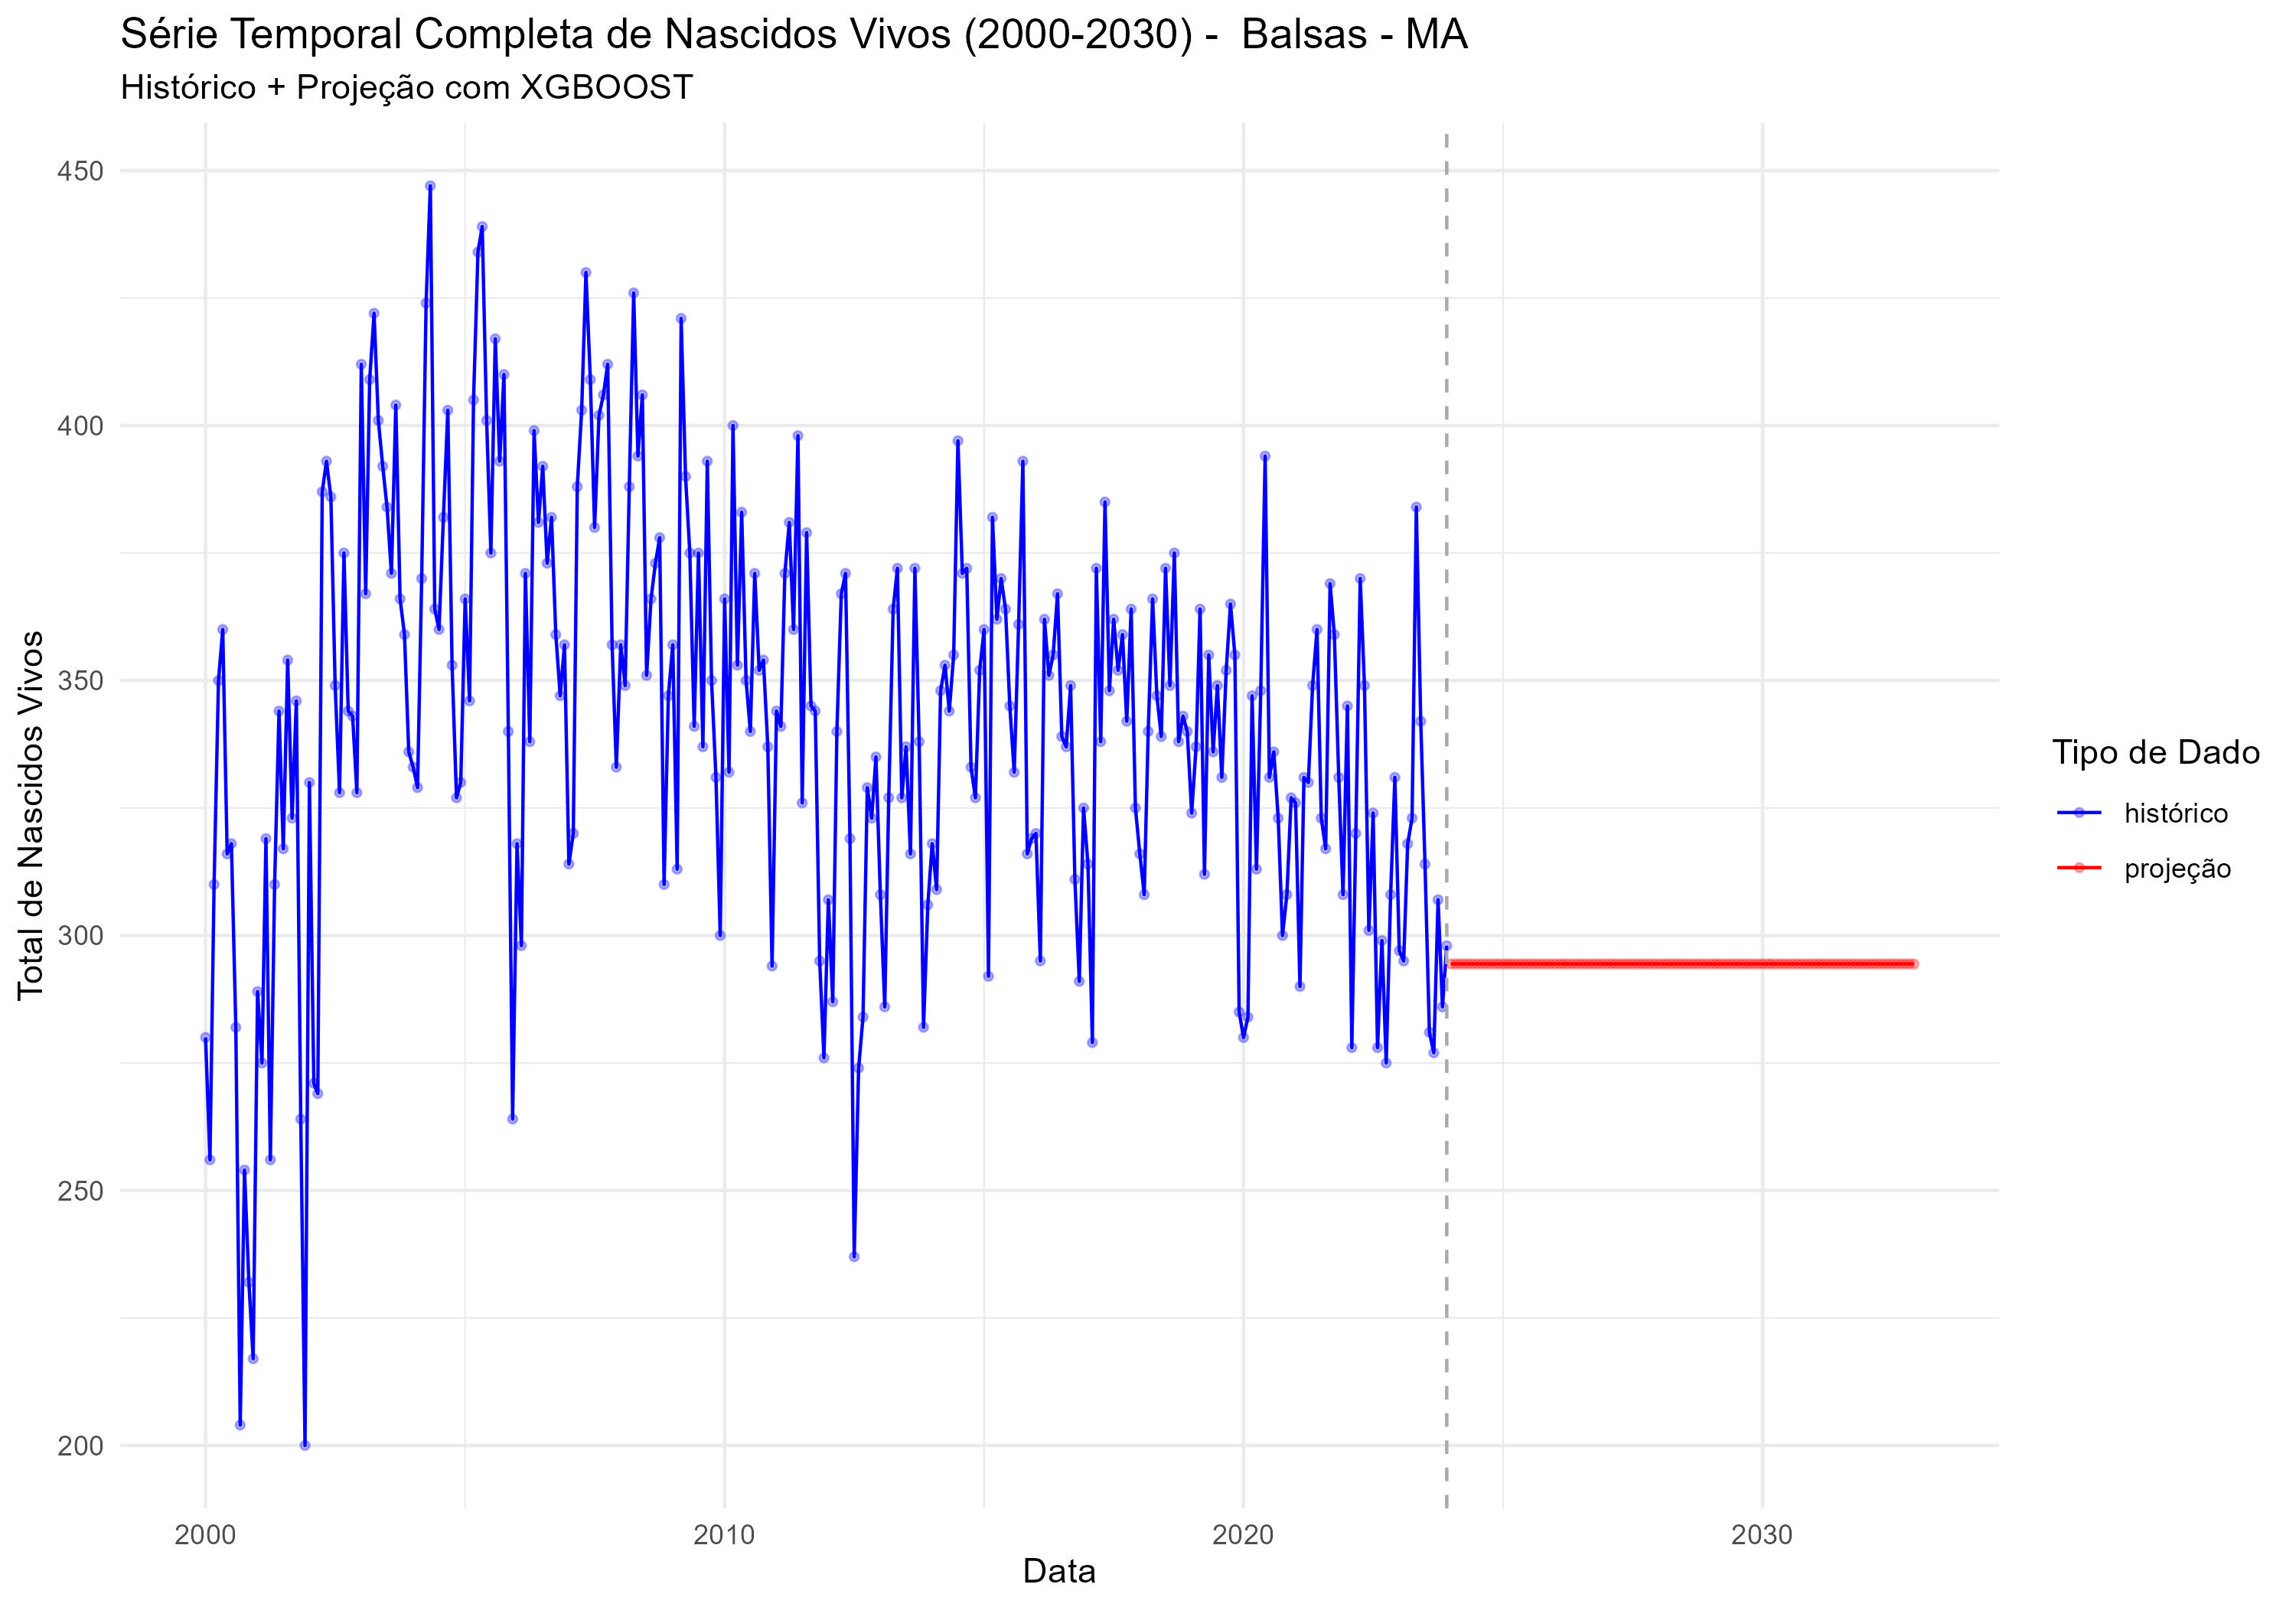 Série Temporal Completa de Nascidos Vivos (2000-2030) -  Balsas - MA
Histórico + Projeção com XGBOOST
Total de Nascidos Vivos
450
400
350
300
250
200
2000
2010
2020
2030
Data
Tipo de Dado
histórico
projeção